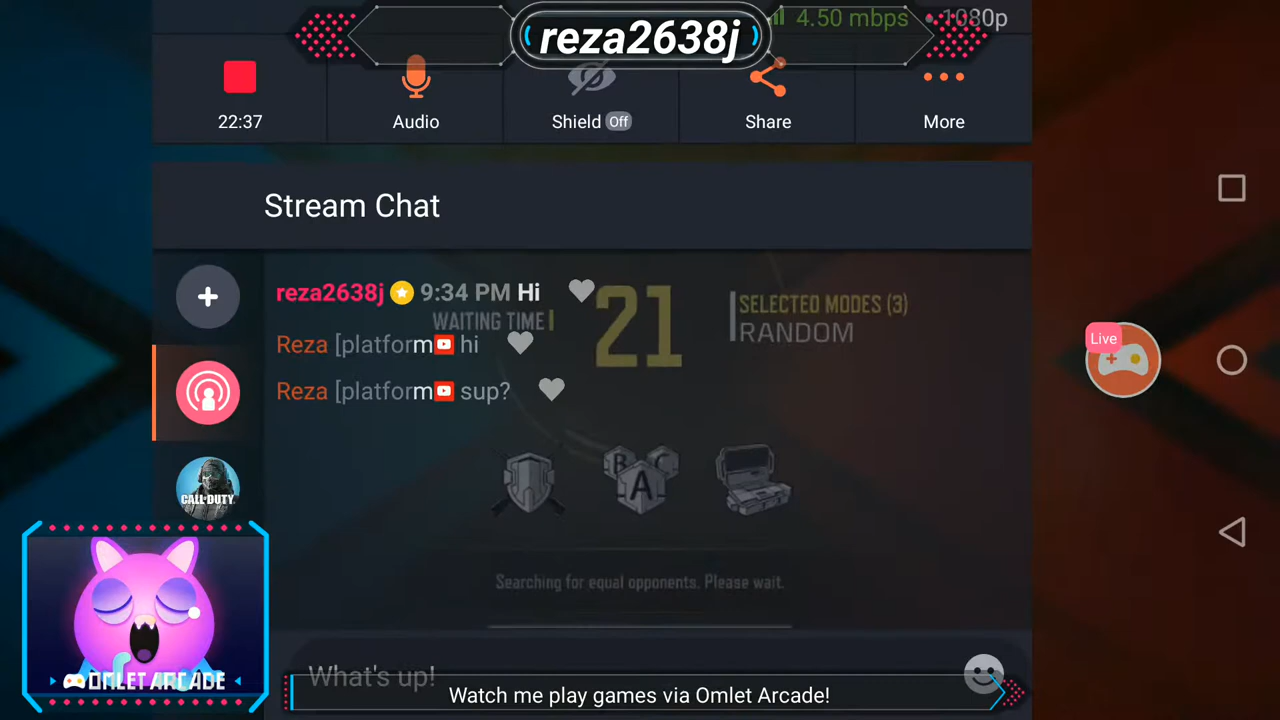 4.50 mbps • 1080p
reza2638j
22:37
Audio
Shield Off
Share
More
Stream Chat
reza2638j 9:34 PM Hi
WAITING TIME
21
SELECTED MODES (3)
RANDOM
Reza [platform hi
Reza [platform sup?
Live
B C
A
CALL OF DUTY
Searching for equal opponents. Please wait.
OMLET ARCADE
What's up!
Watch me play games via Omlet Arcade!